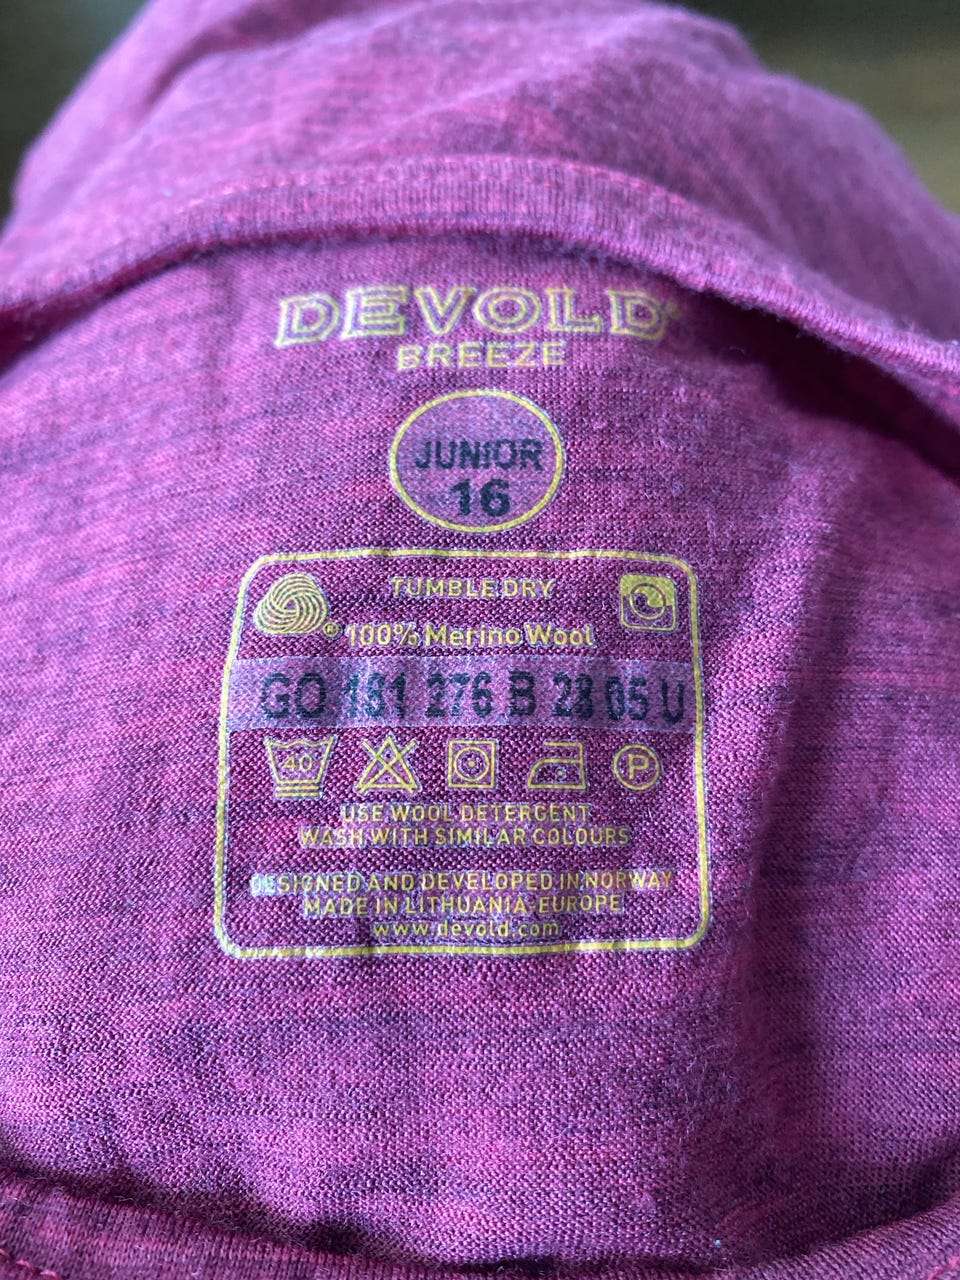 DEVOLD®
BREEZE
JUNIOR
16
TUMBLE DRY
® 100% Merino Wool
GO 181 276 B 28 05 U
40
P
USE WOOL DETERGENT
WASH WITH SIMILAR COLOURS
DESIGNED AND DEVELOPED IN NORWAY
MADE IN LITHUANIA-EUROPE
www.devold.com